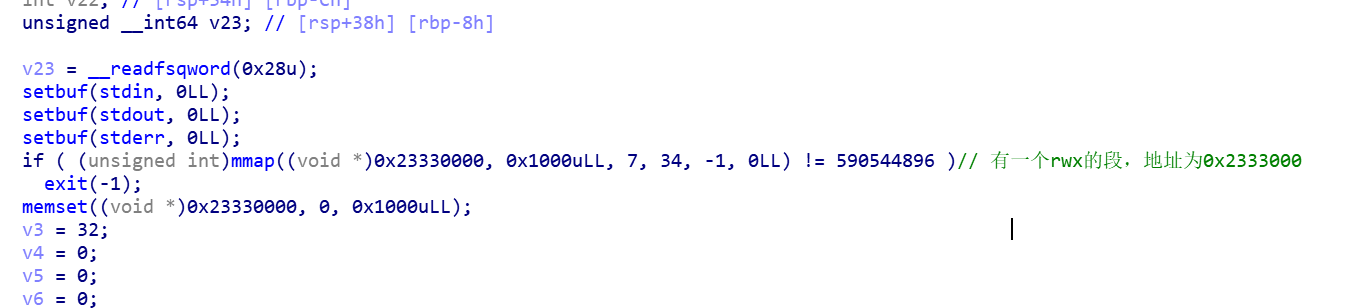 int v22; // [rsp+34h] [rbp-Ch]
unsigned __int64 v23; // [rsp+38h] [rbp-8h]
v23 = __readfsqword(0x28u);
setbuf(stdin, 0LL);
setbuf(stdout, 0LL);
setbuf(stderr, 0LL);
if ( (unsigned int)mmap((void *)0x23330000, 0x1000uLL, 7, 34, -1, 0LL) != 590544896 )// 有一个rwx的段，地址为0x2333000
exit(-1);
memset((void *)0x23330000, 0, 0x1000uLL);
v3 = 32;
v4 = 0;
v5 = 0;
v6 = 0;